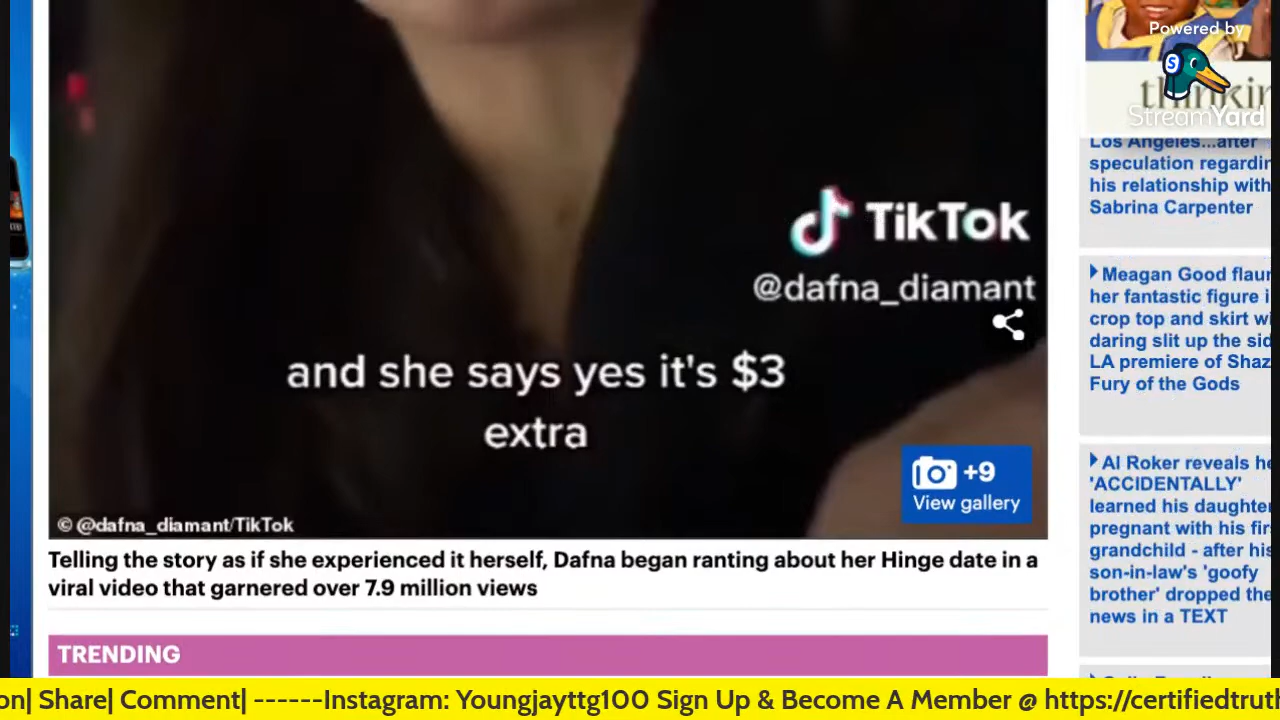 Powered by
StreamYard
TikTok
@dafna_diamant
and she says yes it's $3
extra
+9
View gallery
© @dafna_diamant/TikTok
Telling the story as if she experienced it herself, Dafna began ranting about her Hinge date in a
viral video that garnered over 7.9 million views
TRENDING
Los Angeles...after
speculation regardin
his relationship with
Sabrina Carpenter
Meagan Good flaur
her fantastic figure i
crop top and skirt wi
daring slit up the sid
LA premiere of Shaz
Fury of the Gods
Al Roker reveals he
'ACCIDENTALLY'
learned his daughter
pregnant with his firs
grandchild - after his
son-in-law's 'goofy
brother' dropped the
news in a TEXT
on| Share| Comment| ------Instagram: Youngjayttg100 Sign Up & Become A Member @ https://certifiedtruth